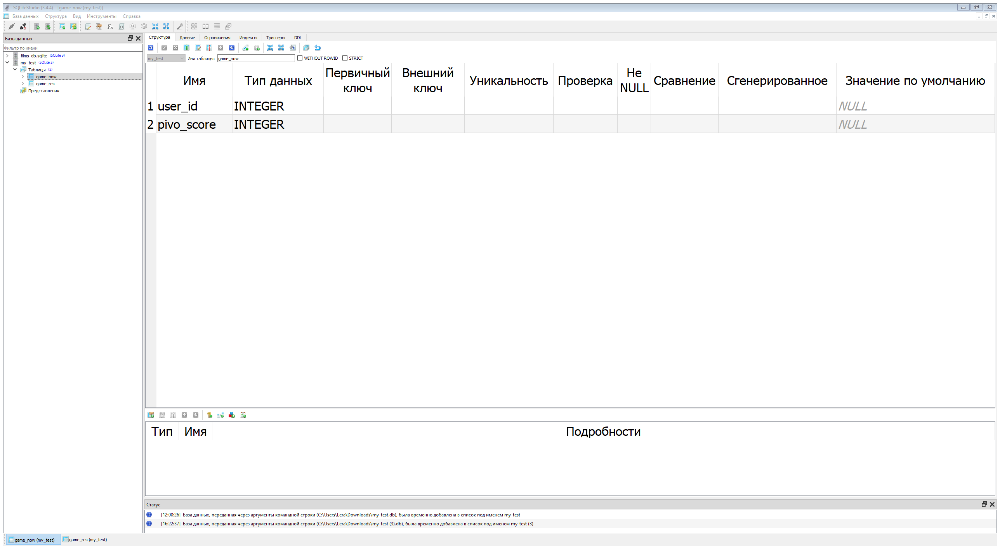 SQLiteStudio (3.4.4) - [game_now (my_test)]
База данных Структура Вид Инструменты Справка
Базы данных
Фильтр по имени
films_db.sqlite (SQLite 3)
my_test (SQLite 3)
Таблицы (2)
game_now
game_res
Представления
Структура Данные Ограничения Индексы Триггеры DDL
my_test Имя таблицы: game_now WITHOUT ROWID STRICT
Имя Тип данных Первичный ключ Внешний ключ Уникальность Проверка Не NULL Сравнение Сгенерированное Значение по умолчанию
1 user_id INTEGER NULL
2 pivo_score INTEGER NULL
Тип Имя Подробности
Статус
[12:00:26] База данных, переданная через аргументы командной строки (C:\Users\Lera\Downloads\my_test.db), была временно добавлена в список под именем my_test
[16:22:37] База данных, переданная через аргументы командной строки (C:\Users\Lera\Downloads\my_test (3).db), была временно добавлена в список под именем my_test (3)
game_now (my_test) game_res (my_test)